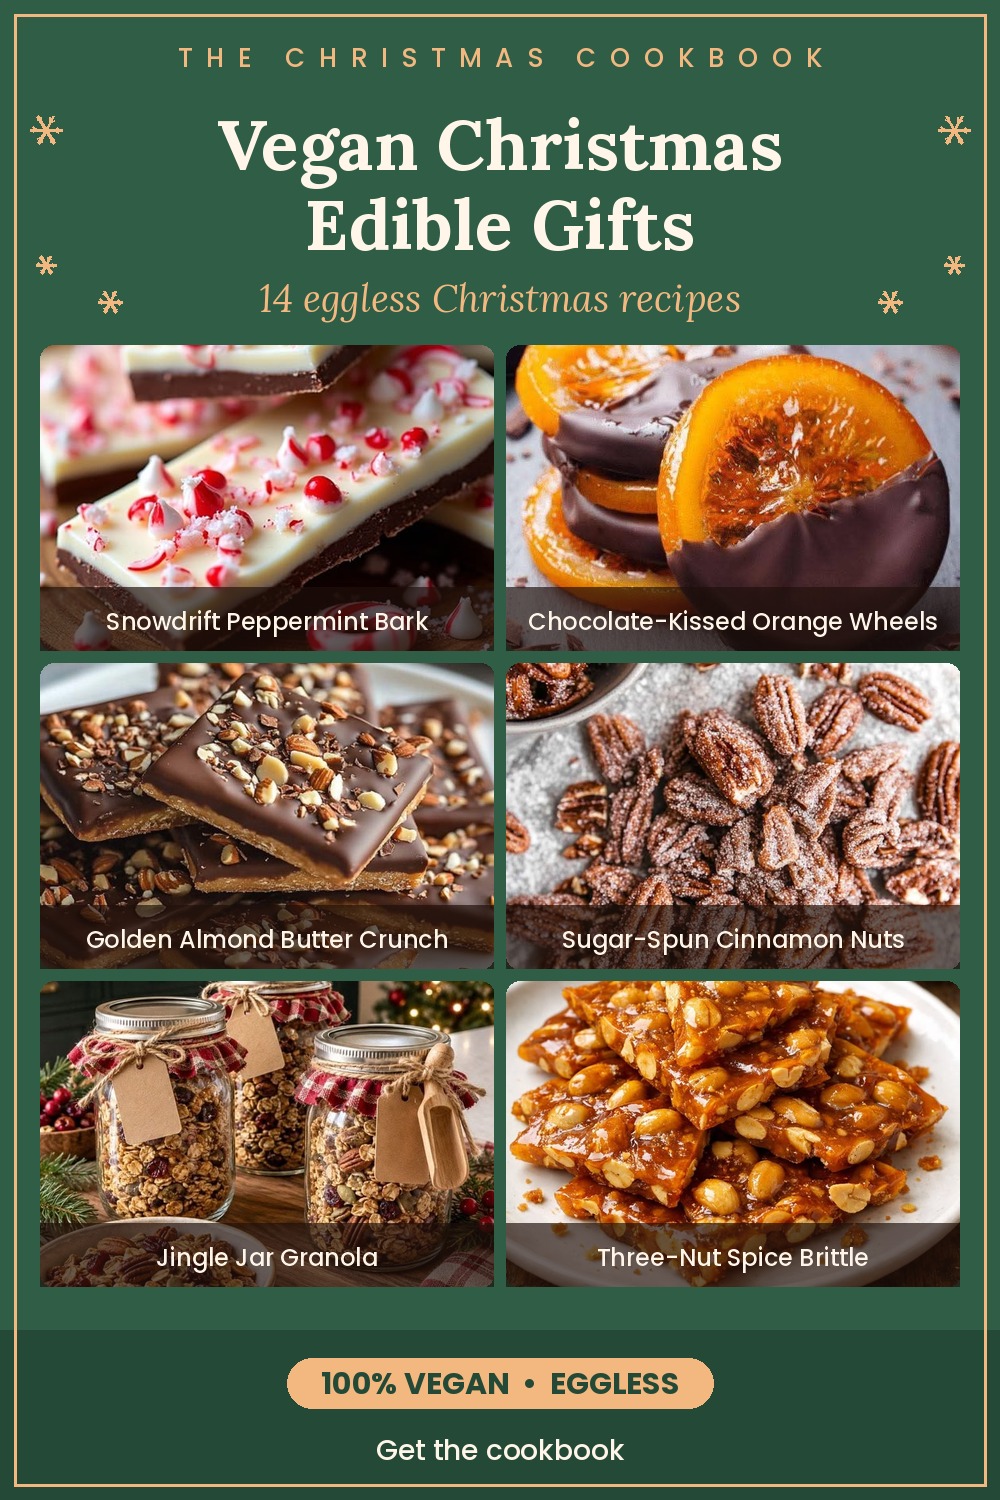 THE CHRISTMAS COOKBOOK
Vegan Christmas
Edible Gifts
14 eggless Christmas recipes
Snowdrift Peppermint Bark
Chocolate-Kissed Orange Wheels
Golden Almond Butter Crunch
Sugar-Spun Cinnamon Nuts
Jingle Jar Granola
Three-Nut Spice Brittle
100% VEGAN • EGGLESS
Get the cookbook